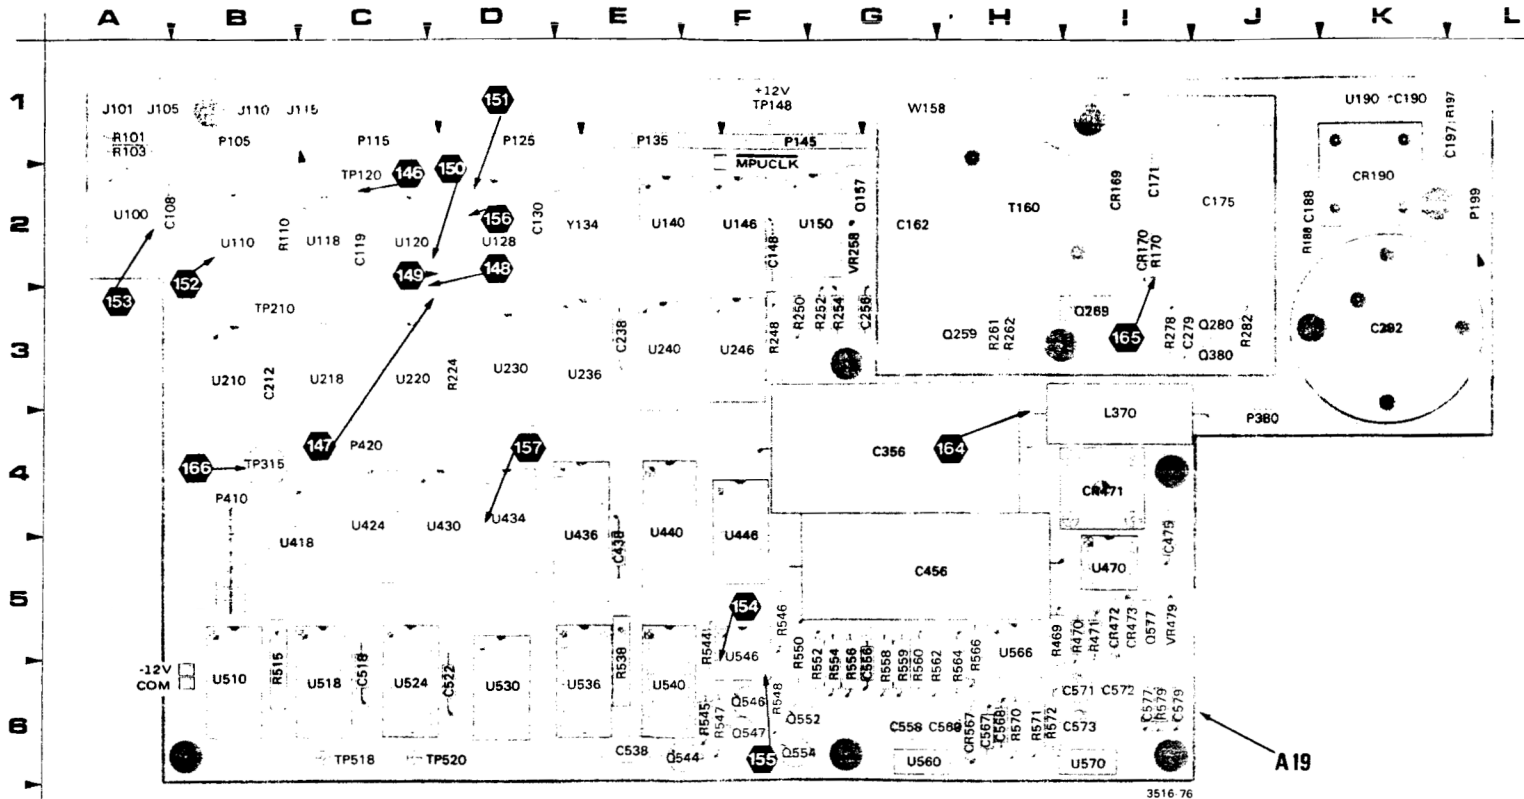 A B C D E F G H I J K L
1
J101 J105 J110 J115 151 +12V
TP148 W158 U190 C190 R197
R101
R103 P105 P115 P125 P135 P145 C197
146 150 MPUCLK
TP120 Q157 CR169 C171 CR190
2
U100 C108 U110 R110 U118 C119 U120 156 U128 C130 Y134 U140 U146 C148 U150 VR258 C162 T160 C175 R188 C188 P199
152 149 148 CR170 R170
153 TP210 R250 R252 R254 C256 Q269
3
C238 U240 U246 R248 Q259 R261 R262 165 R278 C279 Q280 R282 C282
U210 C212 U218 U220 R224 U230 U236 Q380
L370 P380
147 P420 157 C356 164
4
166 TP315 CR471
P410 U418 U424 U430 U434 U436 C438 U440 U446 C479
C456 U470
5
154 R546 R469 R470 R471 CR472 CR473 Q577 VR479
R544 U546 R550 R552 R554 R556 C556 R558 R559 R560 R562 R564 R566 U566
-12V
COM U510 R515 U518 C518 U524 C522 U530 U536 R538 U540
R545 R547 Q546 R548 C571 C572 C577 R579 C579
6
Q547 Q552 C558 C569 CR567 C567 C568 R570 R571 R572 C573
TP518 TP520 C538 Q544 155 Q554 U560 U570
A19
3516-76